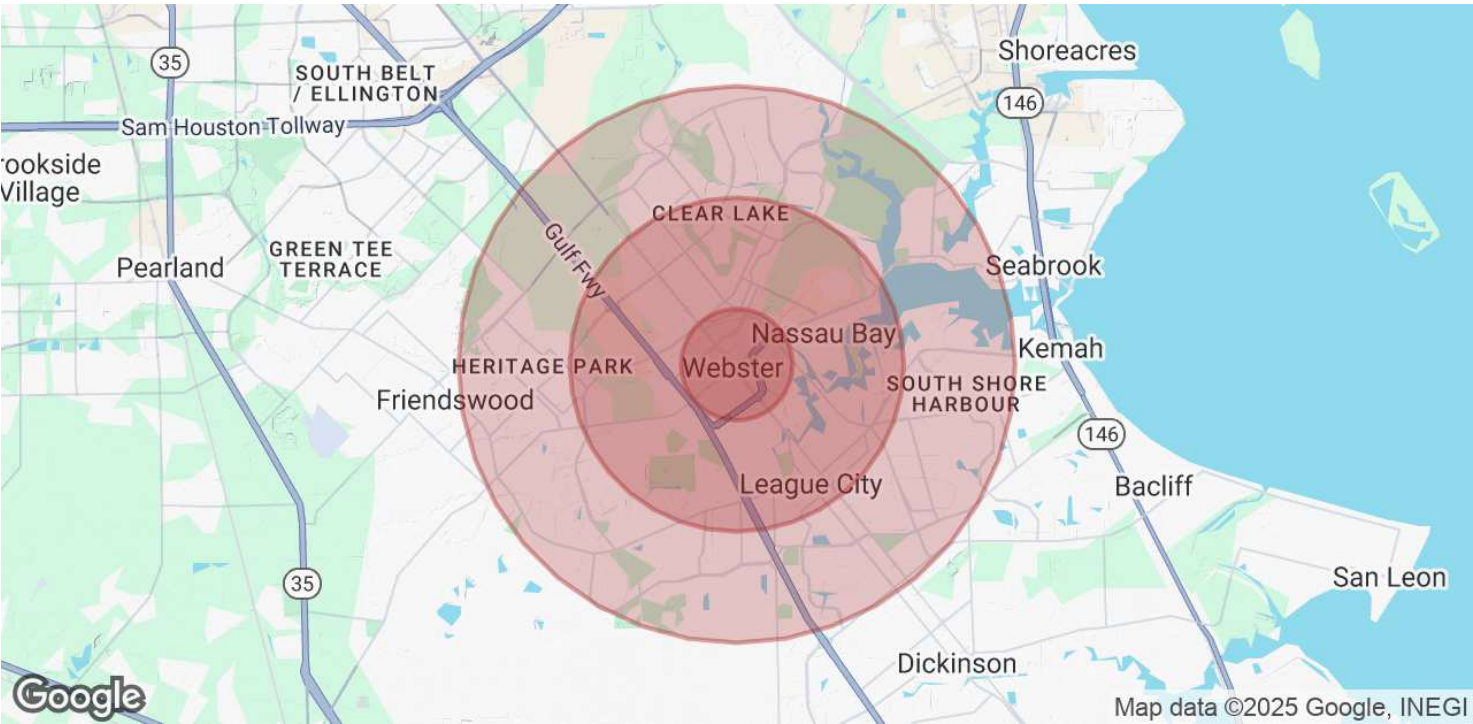 Shoreacres
35
SOUTH BELT
/ ELLINGTON
146
Sam Houston Tollway
rookside
Village
CLEAR LAKE
GREEN TEE
TERRACE
Gulf Fwy
Pearland
Seabrook
Nassau Bay
Kemah
HERITAGE PARK
Webster
SOUTH SHORE
HARBOUR
Friendswood
146
League City
Bacliff
35
San Leon
Dickinson
Google
Map data ©2025 Google, INEGI